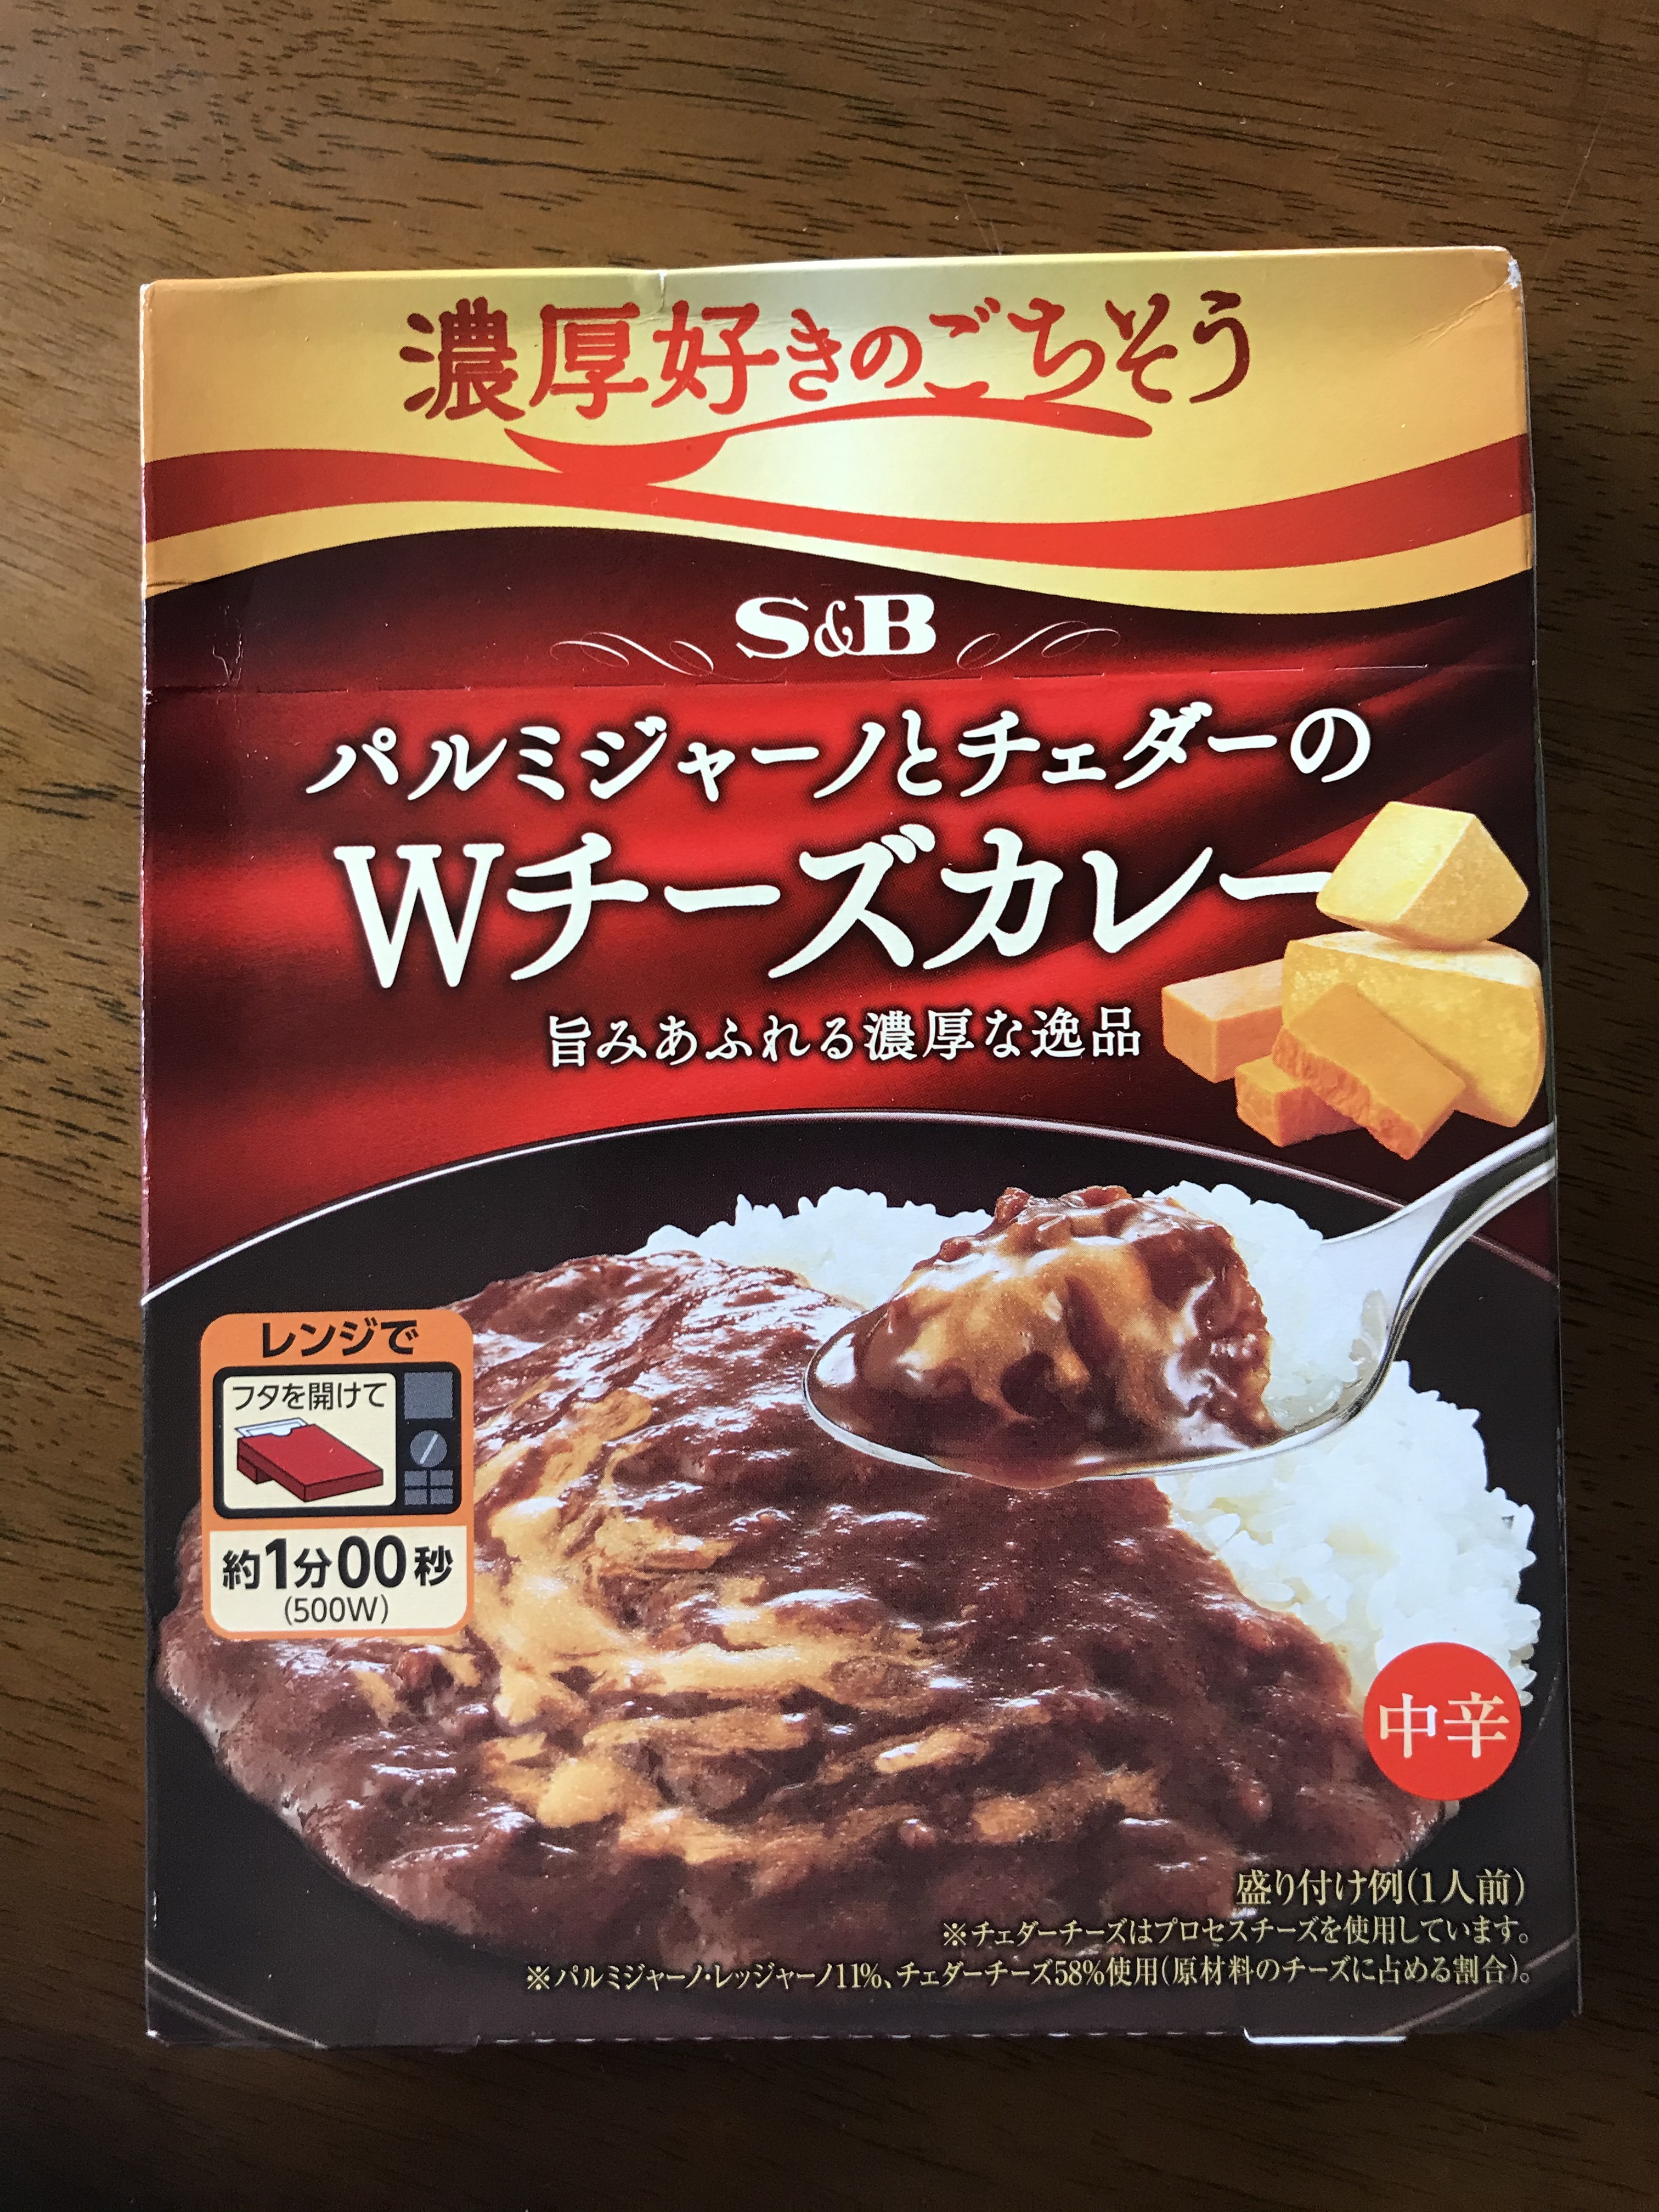 濃厚好きのごちそう
S&B
パルミジャーノとチェダーの
Wチーズカレー
旨みあふれる濃厚な逸品
レンジで
フタを開けて
約1分00秒
(500W)
中辛
盛り付け例(1人前)
※チェダーチーズはプロセスチーズを使用しています。
※パルミジャーノ・レッジャーノ11%、チェダーチーズ58%使用(原材料のチーズに占める割合)。